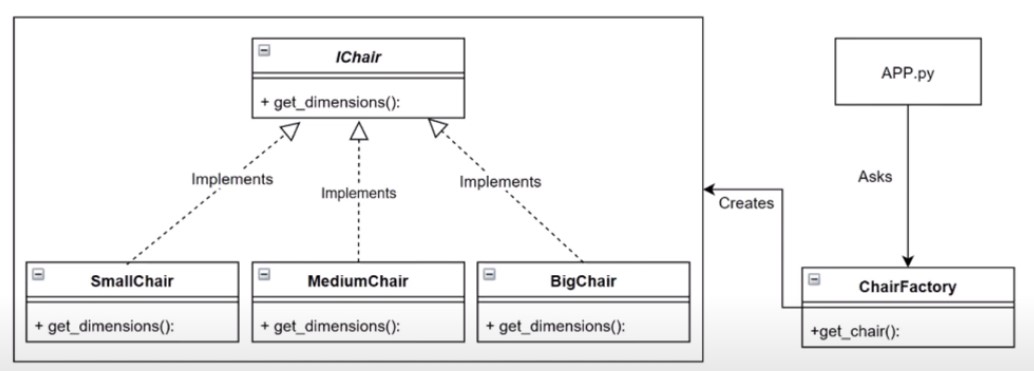 IChair
+ get_dimensions():
APP.py
Implements
Implements
Implements
Asks
Creates
SmallChair
+ get_dimensions():
MediumChair
+ get_dimensions():
BigChair
+ get_dimensions():
ChairFactory
+get_chair():